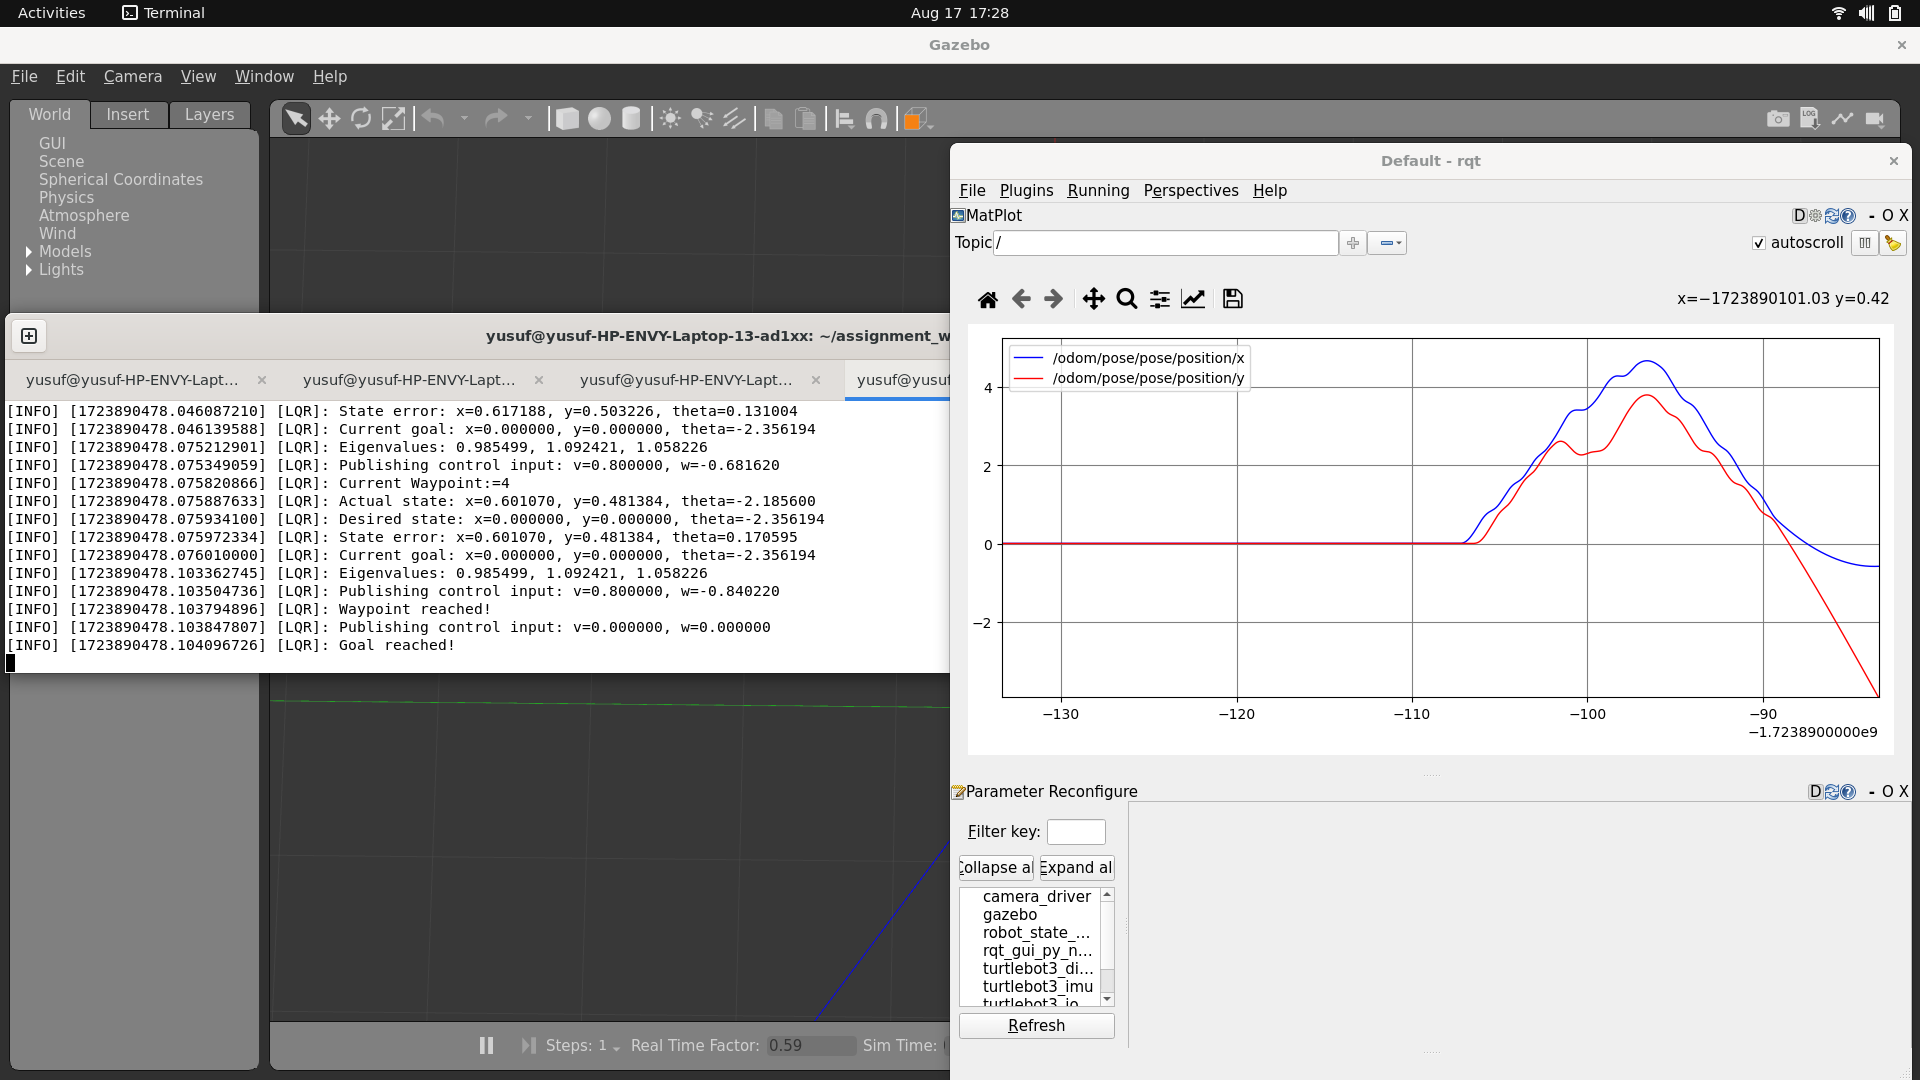 Activities
Terminal
Aug 17 17:28
Gazebo
File Edit Camera View Window Help
World Insert Layers
GUI
Scene
Spherical Coordinates
Physics
Atmosphere
Wind
Models
Lights
LOG
yusuf@yusuf-HP-ENVY-Laptop-13-ad1xx: ~/assignment_w
yusuf@yusuf-HP-ENVY-Lapt...
yusuf@yusuf-HP-ENVY-Lapt...
yusuf@yusuf-HP-ENVY-Lapt...
yusuf@yusuf
[INFO] [1723890478.046087210] [LQR]: State error: x=0.617188, y=0.503226, theta=0.131004
[INFO] [1723890478.046139588] [LQR]: Current goal: x=0.000000, y=0.000000, theta=-2.356194
[INFO] [1723890478.075212901] [LQR]: Eigenvalues: 0.985499, 1.092421, 1.058226
[INFO] [1723890478.075349059] [LQR]: Publishing control input: v=0.800000, w=-0.681620
[INFO] [1723890478.075820866] [LQR]: Current Waypoint:=4
[INFO] [1723890478.075887633] [LQR]: Actual state: x=0.601070, y=0.481384, theta=-2.185600
[INFO] [1723890478.075934100] [LQR]: Desired state: x=0.000000, y=0.000000, theta=-2.356194
[INFO] [1723890478.075972334] [LQR]: State error: x=0.601070, y=0.481384, theta=0.170595
[INFO] [1723890478.076010000] [LQR]: Current goal: x=0.000000, y=0.000000, theta=-2.356194
[INFO] [1723890478.103362745] [LQR]: Eigenvalues: 0.985499, 1.092421, 1.058226
[INFO] [1723890478.103504736] [LQR]: Publishing control input: v=0.800000, w=-0.840220
[INFO] [1723890478.103794896] [LQR]: Waypoint reached!
[INFO] [1723890478.103847807] [LQR]: Publishing control input: v=0.000000, w=0.000000
[INFO] [1723890478.104096726] [LQR]: Goal reached!
Steps: 1 Real Time Factor: 0.59 Sim Time:
Default - rqt
File Plugins Running Perspectives Help
MatPlot
D - O X
Topic /
autoscroll
x=−1723890101.03 y=0.42
/odom/pose/pose/position/x
/odom/pose/pose/position/y
4
2
0
−2
−130 −120 −110 −100 −90
−1.7238900000e9
Parameter Reconfigure
D - O X
Filter key:
Collapse al Expand al
camera_driver
gazebo
robot_state_...
rqt_gui_py_n...
turtlebot3_di...
turtlebot3_imu
turtlebot3_jo
Refresh